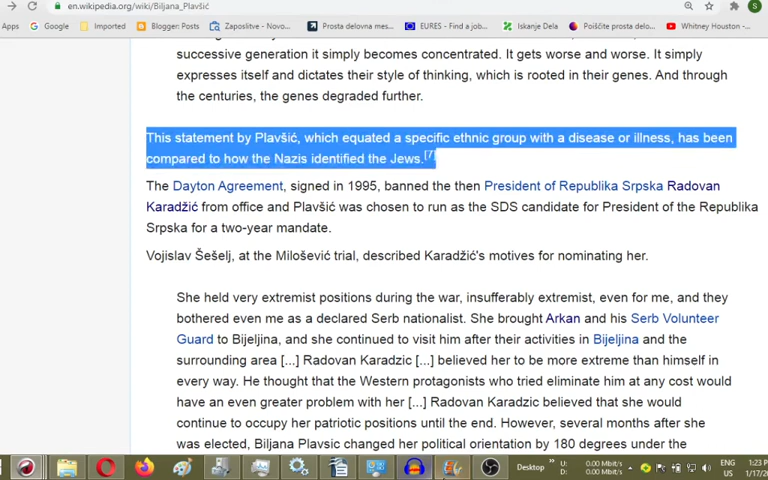 en.wikipedia.org/wiki/Biljana_Plavšić
Apps Google Imported Blogger: Posts Zaposlitve - Novo... Prosta delovna mes... EURES - Find a job... Iskanje Dela Poiščite prosta delo... Whitney Houston -...
successive generation it simply becomes concentrated. It gets worse and worse. It simply
expresses itself and dictates their style of thinking, which is rooted in their genes. And through
the centuries, the genes degraded further.
This statement by Plavšić, which equated a specific ethnic group with a disease or illness, has been
compared to how the Nazis identified the Jews.[7]
The Dayton Agreement, signed in 1995, banned the then President of Republika Srpska Radovan
Karadžić from office and Plavšić was chosen to run as the SDS candidate for President of the Republika
Srpska for a two-year mandate.
Vojislav Šešelj, at the Milošević trial, described Karadžić's motives for nominating her.
She held very extremist positions during the war, insufferably extremist, even for me, and they
bothered even me as a declared Serb nationalist. She brought Arkan and his Serb Volunteer
Guard to Bijeljina, and she continued to visit him after their activities in Bijeljina and the
surrounding area [...] Radovan Karadzic [...] believed her to be more extreme than himself in
every way. He thought that the Western protagonists who tried eliminate him at any cost would
have an even greater problem with her [...] Radovan Karadzic believed that she would
continue to occupy her patriotic positions until the end. However, several months after she
was elected, Biljana Plavsic changed her political orientation by 180 degrees under the
Desktop U: 0.00 Mbit/s ENG 1:23 P
D: 0.00 Mbit/s US 1/17/20